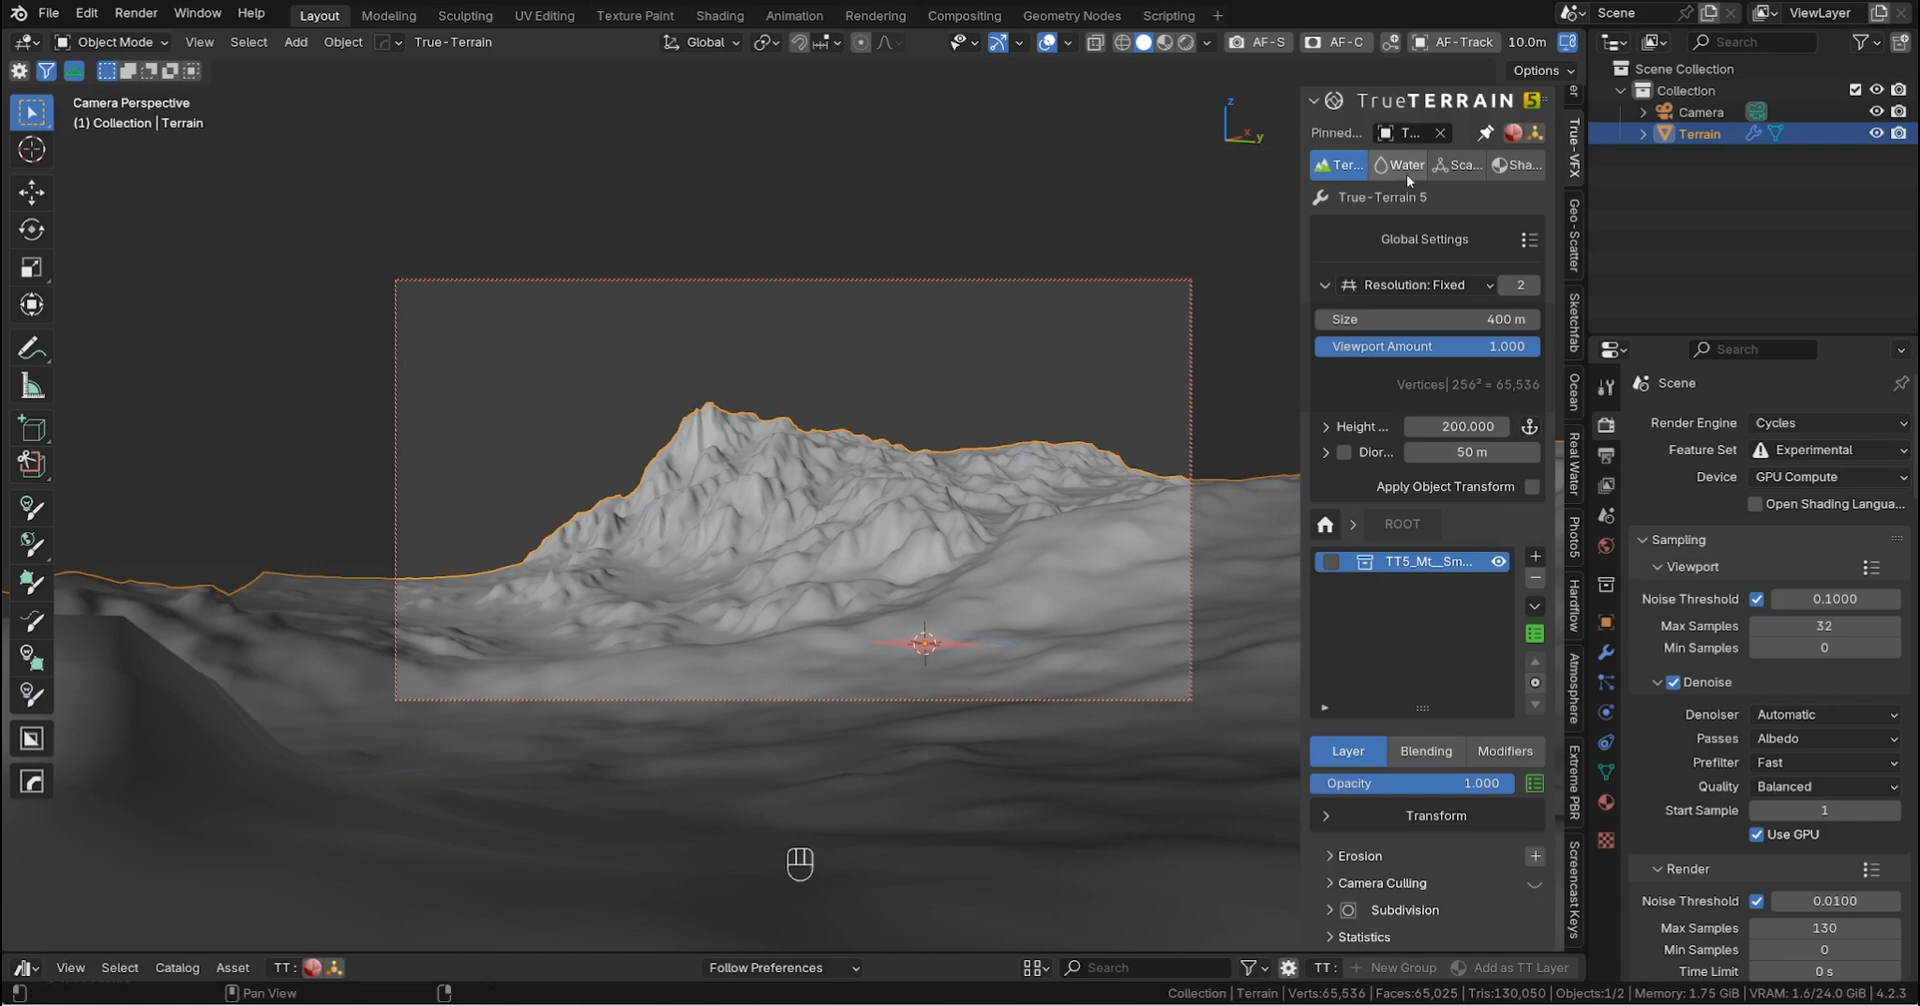 File Edit Render Window Help Layout Modeling Sculpting UV Editing Texture Paint Shading Animation Rendering Compositing Geometry Nodes Scripting + Scene ViewLayer
Object Mode View Select Add Object True-Terrain Global AF-S AF-C AF-Track 10.0m Search
Options
Scene Collection
Collection
Camera
Terrain
Camera Perspective
(1) Collection | Terrain
z
x
y
TrueTERRAIN 5
Pinned... T...
Ter... Water Sca... Sha...
True-Terrain 5
Global Settings
Resolution: Fixed 2
Size 400 m
Viewport Amount 1.000
Vertices| 256² = 65,536
Height ... 200.000
Dior... 50 m
Apply Object Transform
ROOT
TT5_Mt__Sm...
Layer Blending Modifiers
Opacity 1.000
Transform
Erosion
Camera Culling
Subdivision
Statistics
er
True-VFX
Geo-Scatter
Sketchfab
Ocean
Real Water
Photo5
Hardflow
Atmosphere
Extreme PBR
Screencast Keys
Search
Scene
Render Engine Cycles
Feature Set Experimental
Device GPU Compute
Open Shading Langua...
Sampling
Viewport
Noise Threshold 0.1000
Max Samples 32
Min Samples 0
Denoise
Denoiser Automatic
Passes Albedo
Prefilter Fast
Quality Balanced
Start Sample 1
Use GPU
Render
Noise Threshold 0.0100
Max Samples 130
Min Samples 0
Time Limit 0 s
View Select Catalog Asset TT: Follow Preferences Search TT: + New Group Add as TT Layer
Pan View
Collection | Terrain | Verts:65,536 | Faces:65,025 | Tris:130,050 | Objects:1/2 | Memory: 1.75 GiB | VRAM: 1.6/24.0 GiB | 4.2.3